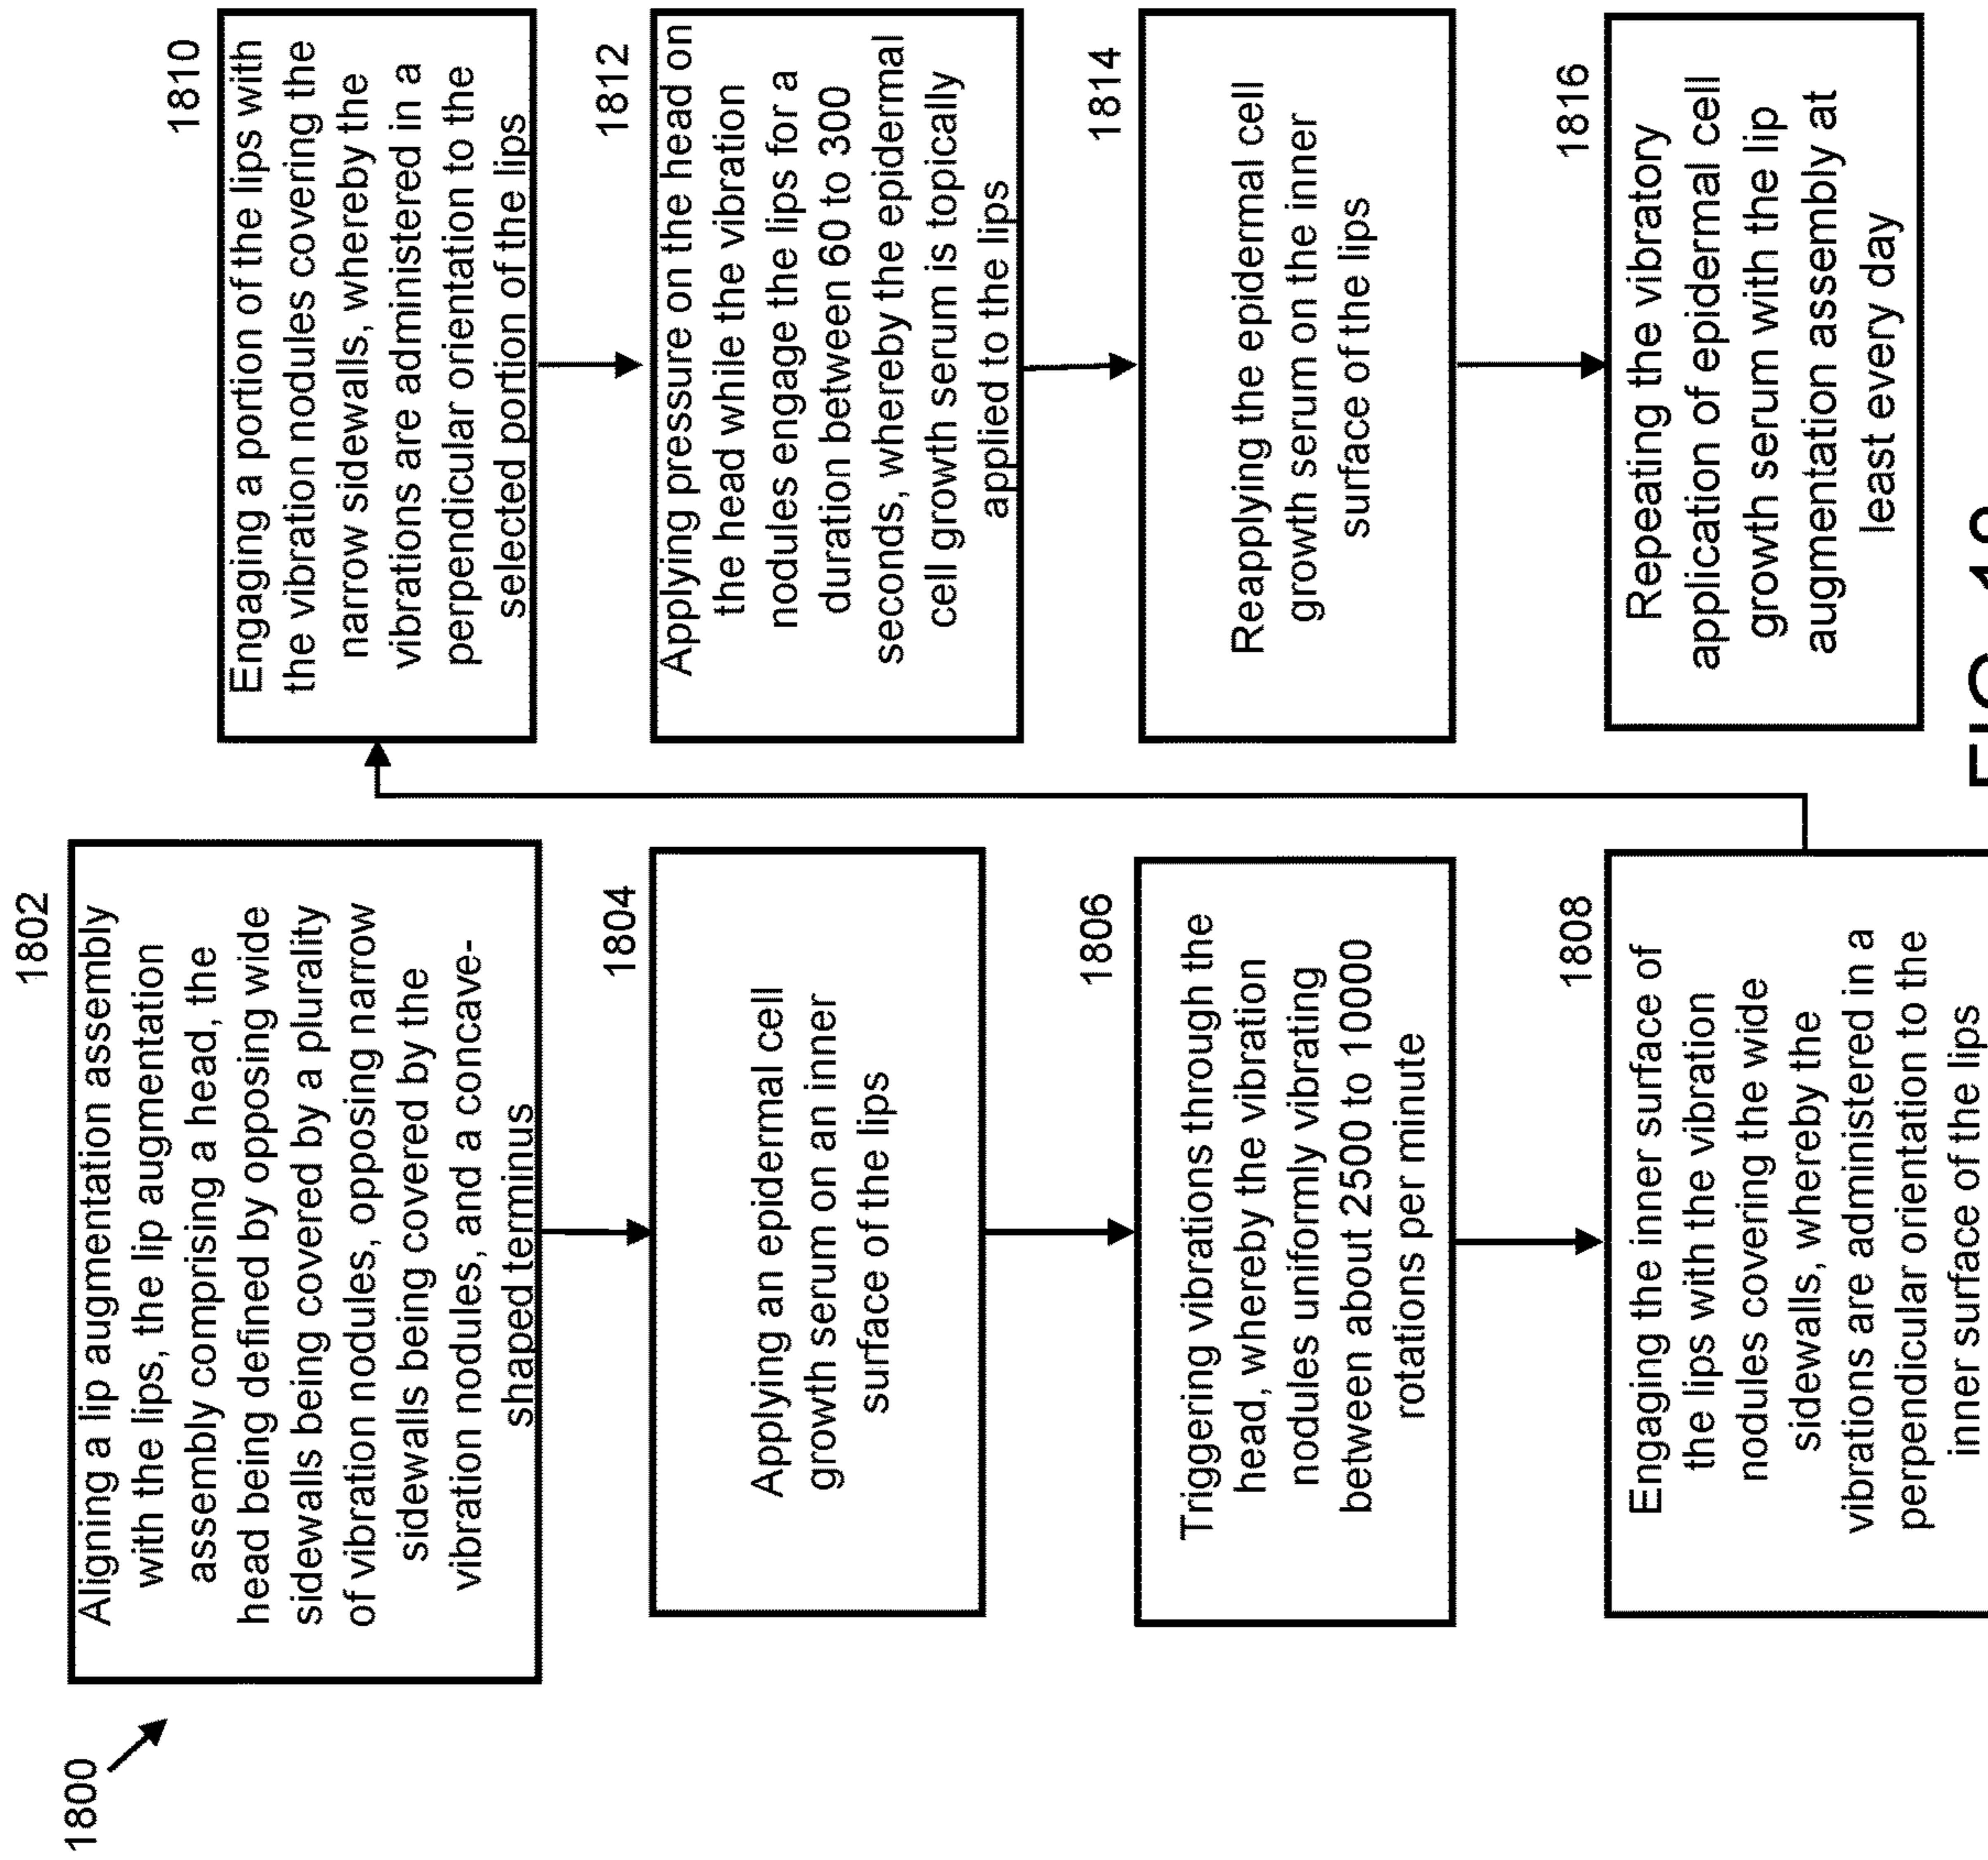 1800
1802
Aligning a lip augmentation assembly
with the lips, the lip augmentation
assembly comprising a head, the
head being defined by opposing wide
sidewalls being covered by a plurality
of vibration nodules, opposing narrow
sidewalls being covered by the
vibration nodules, and a concave-
shaped terminus
1804
Applying an epidermal cell
growth serum on an inner
surface of the lips
1806
Triggering vibrations through the
head, whereby the vibration
nodules uniformly vibrating
between about 2500 to 10000
rotations per minute
1808
Engaging the inner surface of
the lips with the vibration
nodules covering the wide
sidewalls, whereby the
vibrations are administered in a
perpendicular orientation to the
inner surface of the lips
1810
Engaging a portion of the lips with
the vibration nodules covering the
narrow sidewalls, whereby the
vibrations are administered in a
perpendicular orientation to the
selected portion of the lips
1812
Applying pressure on the head on
the head while the vibration
nodules engage the lips for a
duration between 60 to 300
seconds, whereby the epidermal
cell growth serum is topically
applied to the lips
1814
Reapplying the epidermal cell
growth serum on the inner
surface of the lips
1816
Repeating the vibratory
application of epidermal cell
growth serum with the lip
augmentation assembly at
least every day